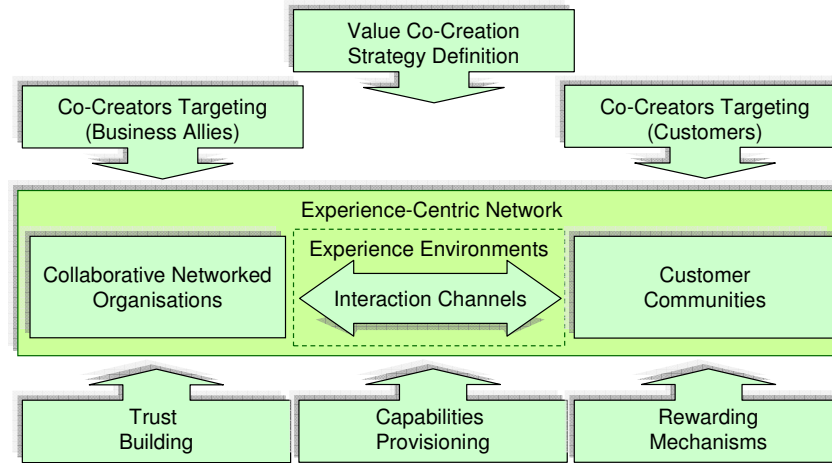 Value Co-Creation
Strategy Definition
Co-Creators Targeting
(Business Allies)
Co-Creators Targeting
(Customers)
Experience-Centric Network
Experience Environments
Collaborative Networked
Organisations
Interaction Channels
Customer
Communities
Trust
Building
Capabilities
Provisioning
Rewarding
Mechanisms